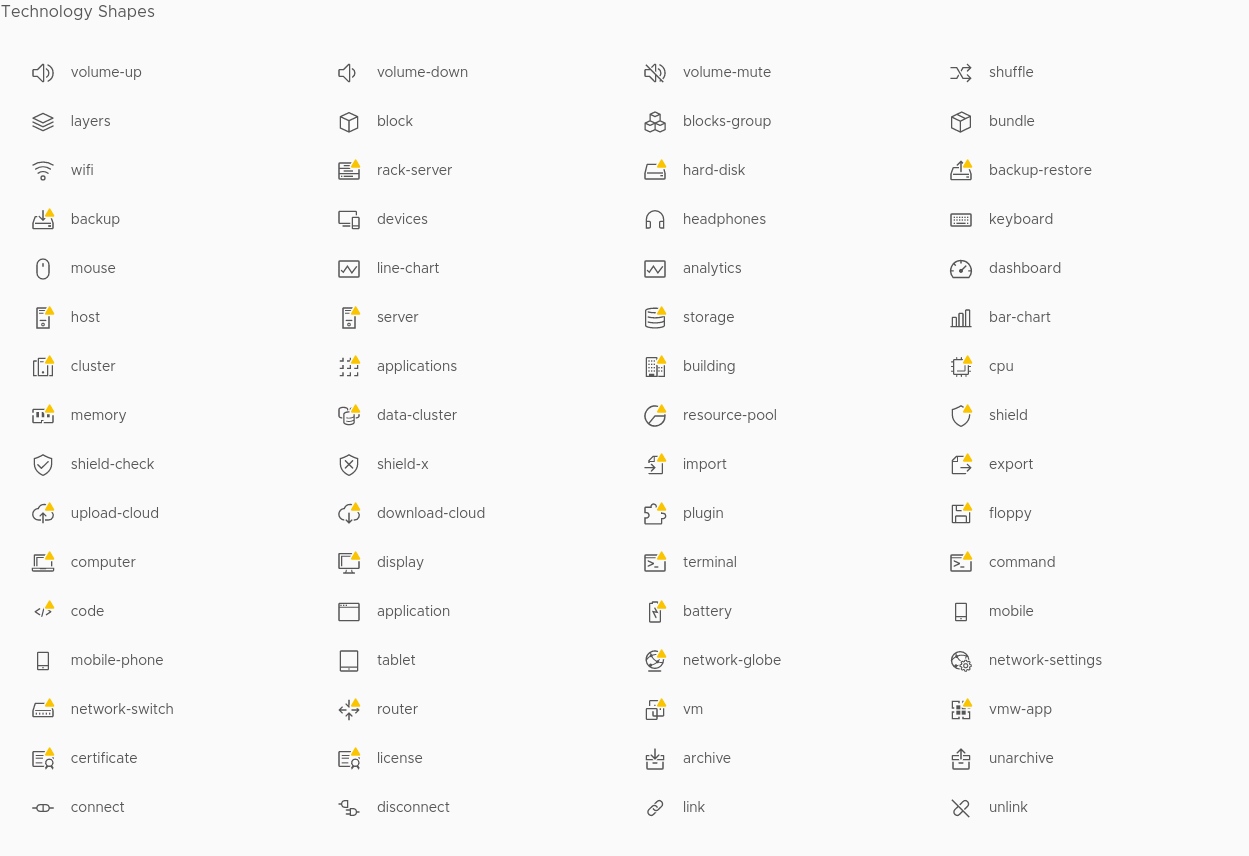 Technology Shapes
volume-up volume-down volume-mute shuffle
layers block blocks-group bundle
wifi rack-server hard-disk backup-restore
backup devices headphones keyboard
mouse line-chart analytics dashboard
host server storage bar-chart
cluster applications building cpu
memory data-cluster resource-pool shield
shield-check shield-x import export
upload-cloud download-cloud plugin floppy
computer display terminal command
code application battery mobile
mobile-phone tablet network-globe network-settings
network-switch router vm vmw-app
certificate license archive unarchive
connect disconnect link unlink